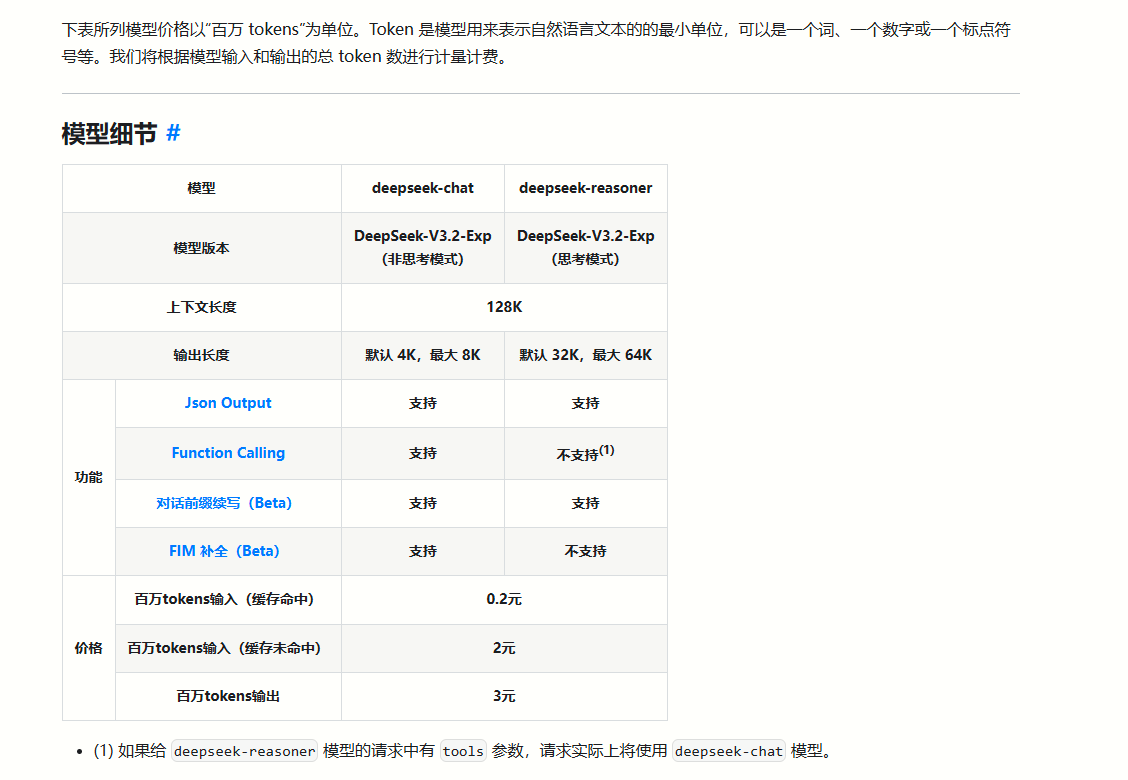 下表所列模型价格以“百万 tokens”为单位。Token 是模型用来表示自然语言文本的的最小单位，可以是一个词、一个数字或一个标点符
号等。我们将根据模型输入和输出的总 token 数进行计量计费。
模型细节 #
模型 deepseek-chat deepseek-reasoner
模型版本 DeepSeek-V3.2-Exp（非思考模式） DeepSeek-V3.2-Exp（思考模式）
上下文长度 128K
输出长度 默认 4K，最大 8K 默认 32K，最大 64K
功能
Json Output 支持 支持
Function Calling 支持 不支持(1)
对话前缀续写（Beta） 支持 支持
FIM 补全（Beta） 支持 不支持
价格
百万tokens输入（缓存命中） 0.2元
百万tokens输入（缓存未命中） 2元
百万tokens输出 3元
• (1) 如果给 deepseek-reasoner 模型的请求中有 tools 参数，请求实际上将使用 deepseek-chat 模型。